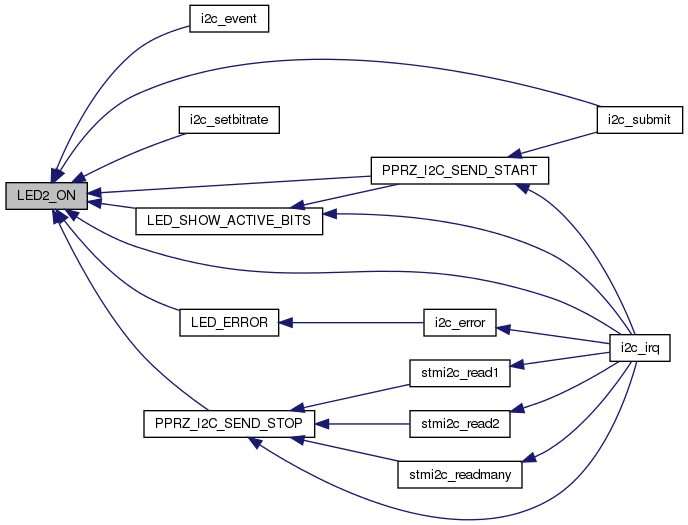 i2c_event
i2c_setbitrate
i2c_submit
PPRZ_I2C_SEND_START
LED2_ON
LED_SHOW_ACTIVE_BITS
LED_ERROR
i2c_error
i2c_irq
stmi2c_read1
PPRZ_I2C_SEND_STOP
stmi2c_read2
stmi2c_readmany